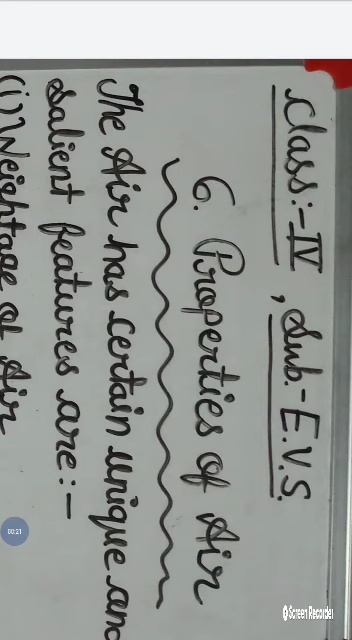 Class:- IV, Sub.- E.V.S.
6. Properties of Air
The Air has certain unique and
salient features are:-
(i) Weightage of Air
00:21
Screen Recorder